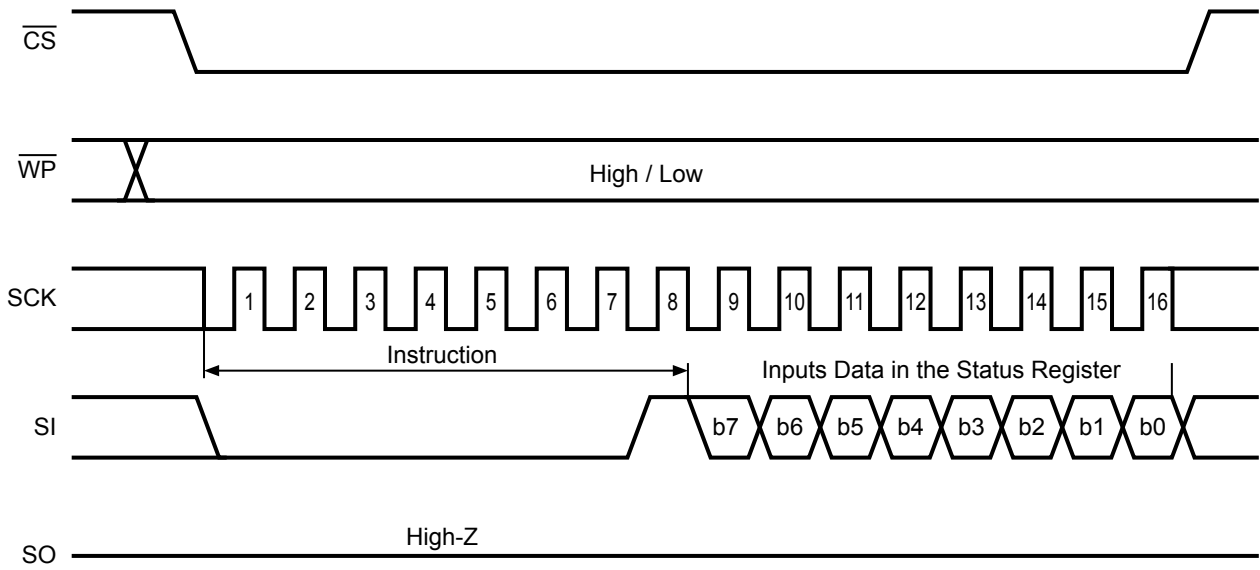 CS
WP
High / Low
SCK
1 2 3 4 5 6 7 8 9 10 11 12 13 14 15 16
Instruction
Inputs Data in the Status Register
SI
b7 b6 b5 b4 b3 b2 b1 b0
High-Z
SO